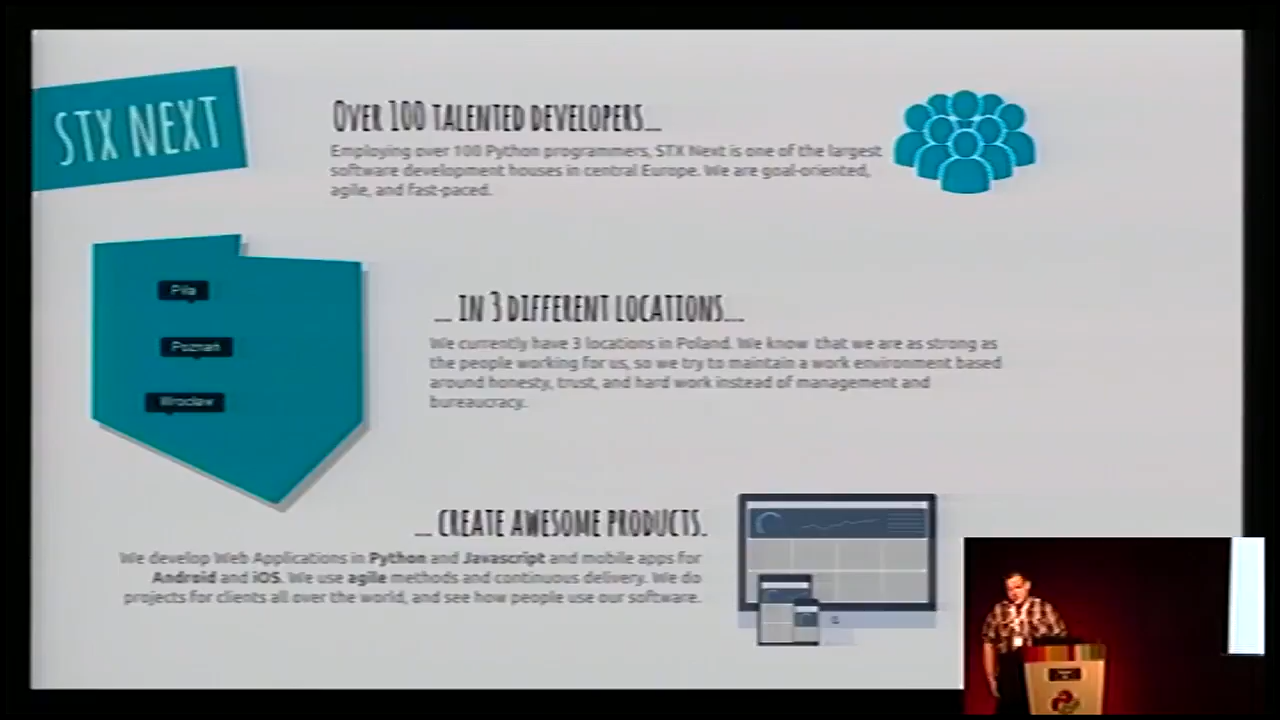 STX NEXT
OVER 100 TALENTED DEVELOPERS...
Employing over 100 Python programmers, STX Next is one of the largest
software development houses in central Europe. We are goal-oriented,
agile, and fast-paced.
Piła
Poznań
Wrocław
... IN 3 DIFFERENT LOCATIONS...
We currently have 3 locations in Poland. We know that we are as strong as
the people working for us, so we try to maintain a work environment based
around honesty, trust, and hard work instead of management and
bureaucracy.
... CREATE AWESOME PRODUCTS.
We develop Web Applications in Python and Javascript and mobile apps for
Android and iOS. We use agile methods and continuous delivery. We do
projects for clients all over the world, and see how people use our software.